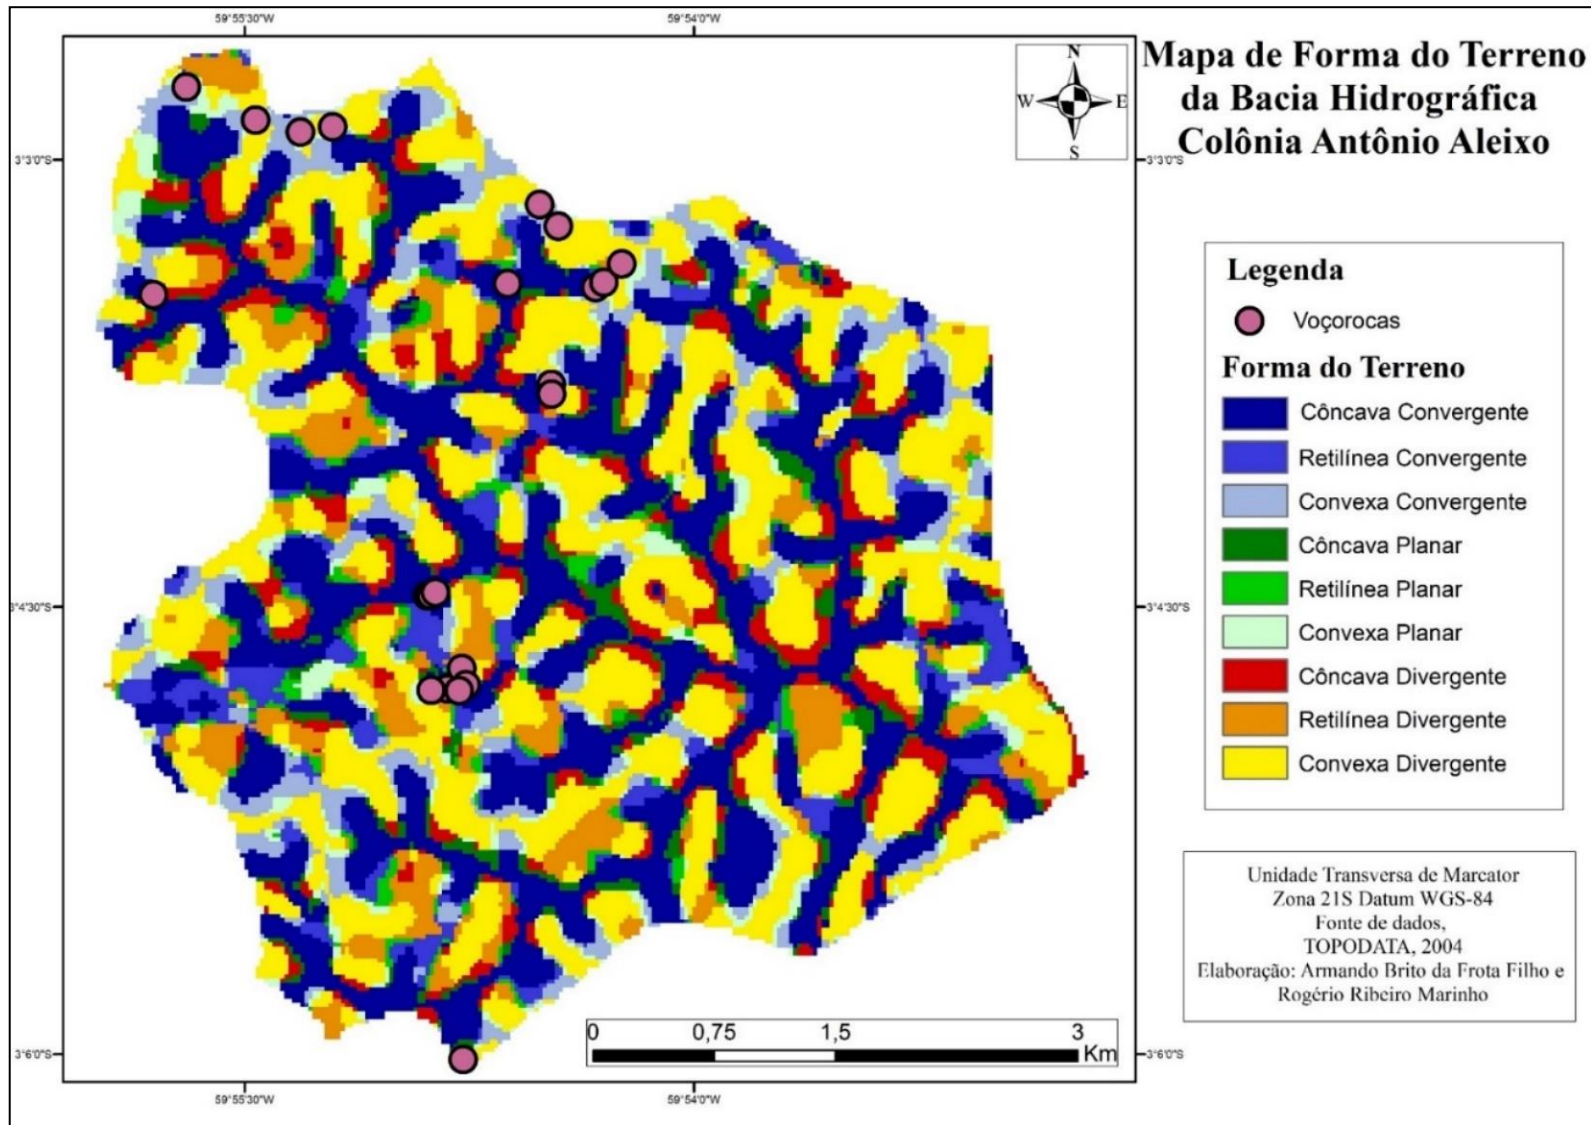 59°55'30"W
59°54'0"W
Mapa de Forma do Terreno
da Bacia Hidrográfica
Colônia Antônio Aleixo
N
W
E
S
3°3'0"S
3°3'0"S
Legenda
Voçorocas
Forma do Terreno
Côncava Convergente
Retilínea Convergente
Convexa Convergente
Côncava Planar
Retilínea Planar
Convexa Planar
Côncava Divergente
Retilínea Divergente
Convexa Divergente
3°4'30"S
3°4'30"S
Unidade Transversa de Marcator
Zona 21S Datum WGS-84
Fonte de dados,
TOPODATA, 2004
Elaboração: Armando Brito da Frota Filho e
Rogério Ribeiro Marinho
0 0,75 1,5 3
Km
3°6'0"S
3°6'0"S
59°55'30"W
59°54'0"W